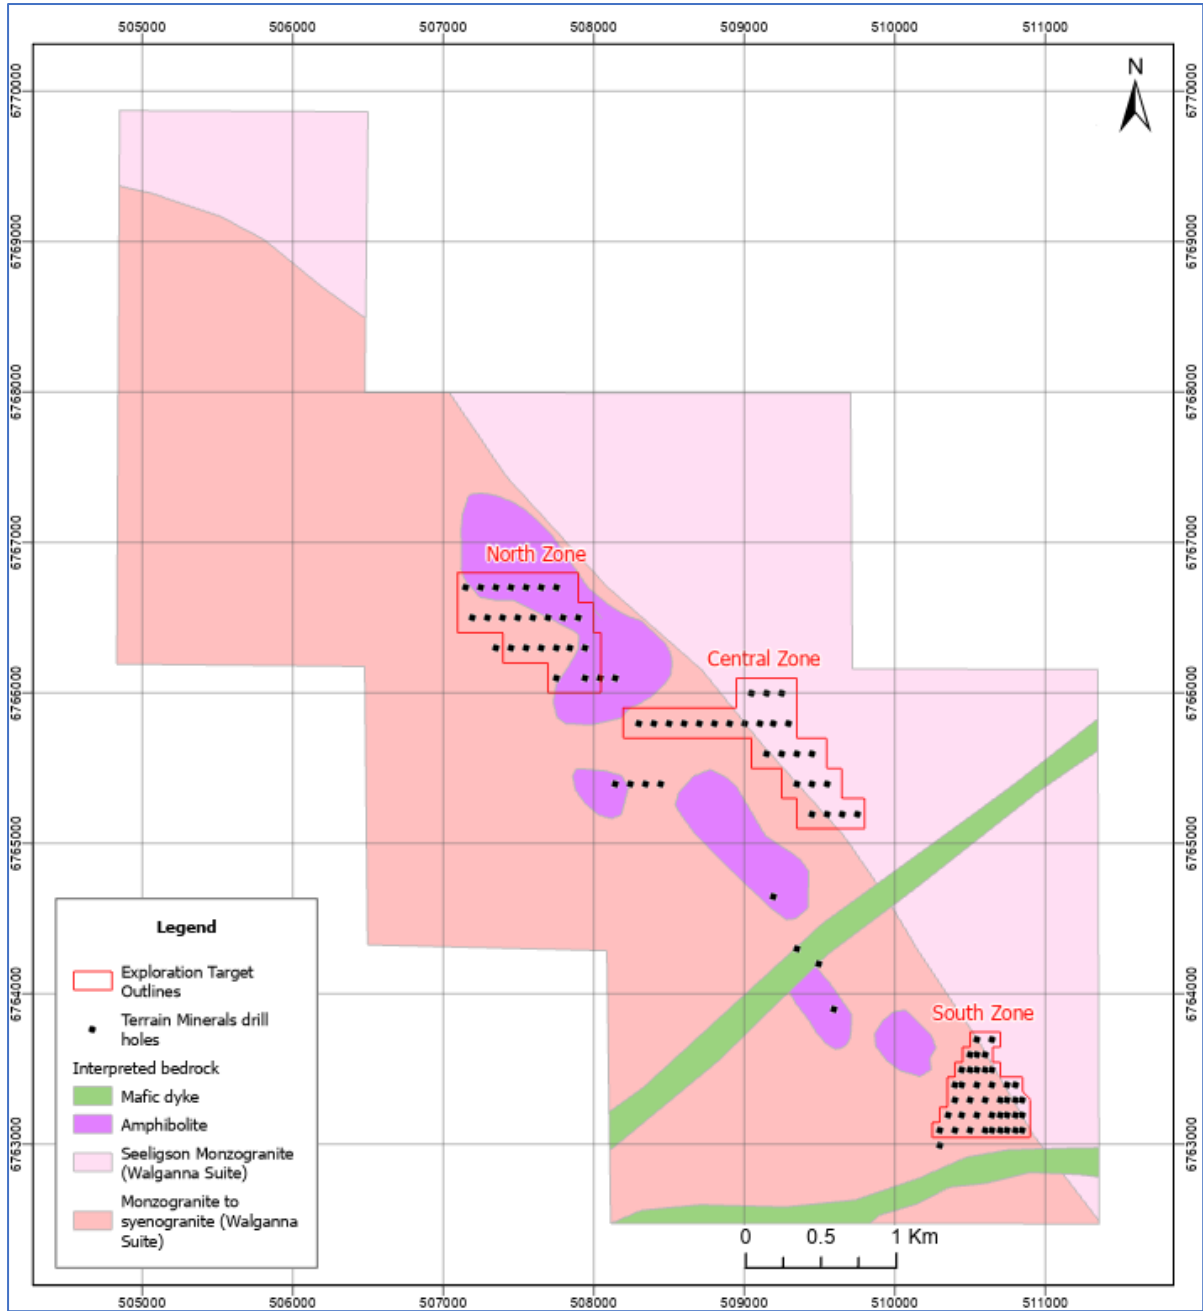 505000 506000 507000 508000 509000 510000 511000
N
6770000 6770000
6769000 6769000
6768000 6768000
6767000 6767000
North Zone
Central Zone
6766000 6766000
6765000 6765000
6764000 6764000
South Zone
6763000 6763000
Legend
Exploration Target
Outlines
Terrain Minerals drill
holes
Interpreted bedrock
Mafic dyke
Amphibolite
Seeligson Monzogranite
(Walganna Suite)
Monzogranite to
syenogranite (Walganna
Suite)
0 0.5 1 Km
505000 506000 507000 508000 509000 510000 511000